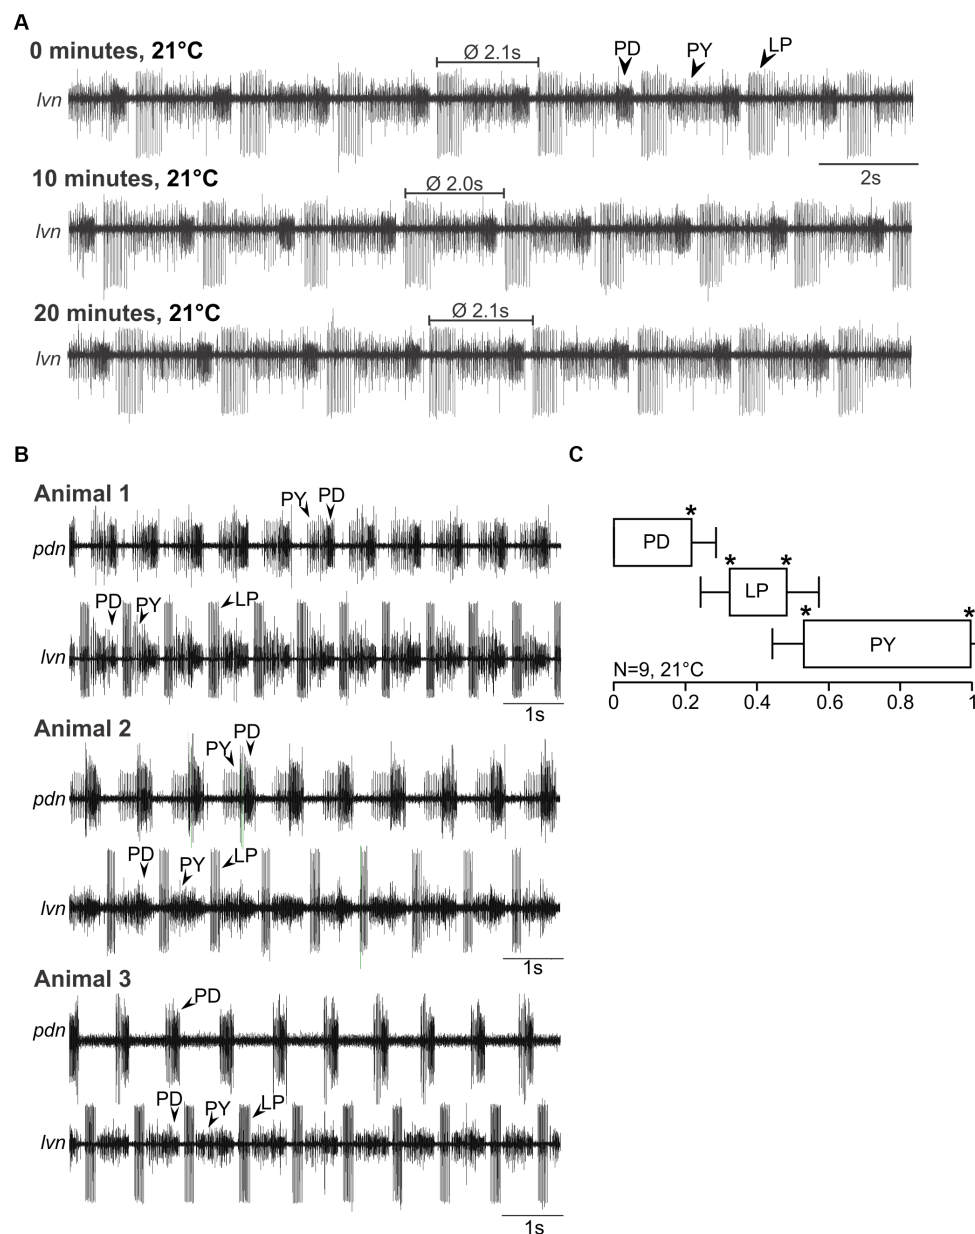 A
0 minutes, 21°C
Ø 2.1s
PD
PY
LP
lvn
2s
10 minutes, 21°C
Ø 2.0s
lvn
20 minutes, 21°C
Ø 2.1s
lvn
B
Animal 1
PY
PD
pdn
PD
PY
LP
lvn
1s
Animal 2
PY
PD
pdn
PD
PY
LP
lvn
1s
Animal 3
PD
pdn
PD
PY
LP
lvn
1s
C
*
PD
* *
LP
* *
PY
N=9, 21°C
0 0.2 0.4 0.6 0.8 1